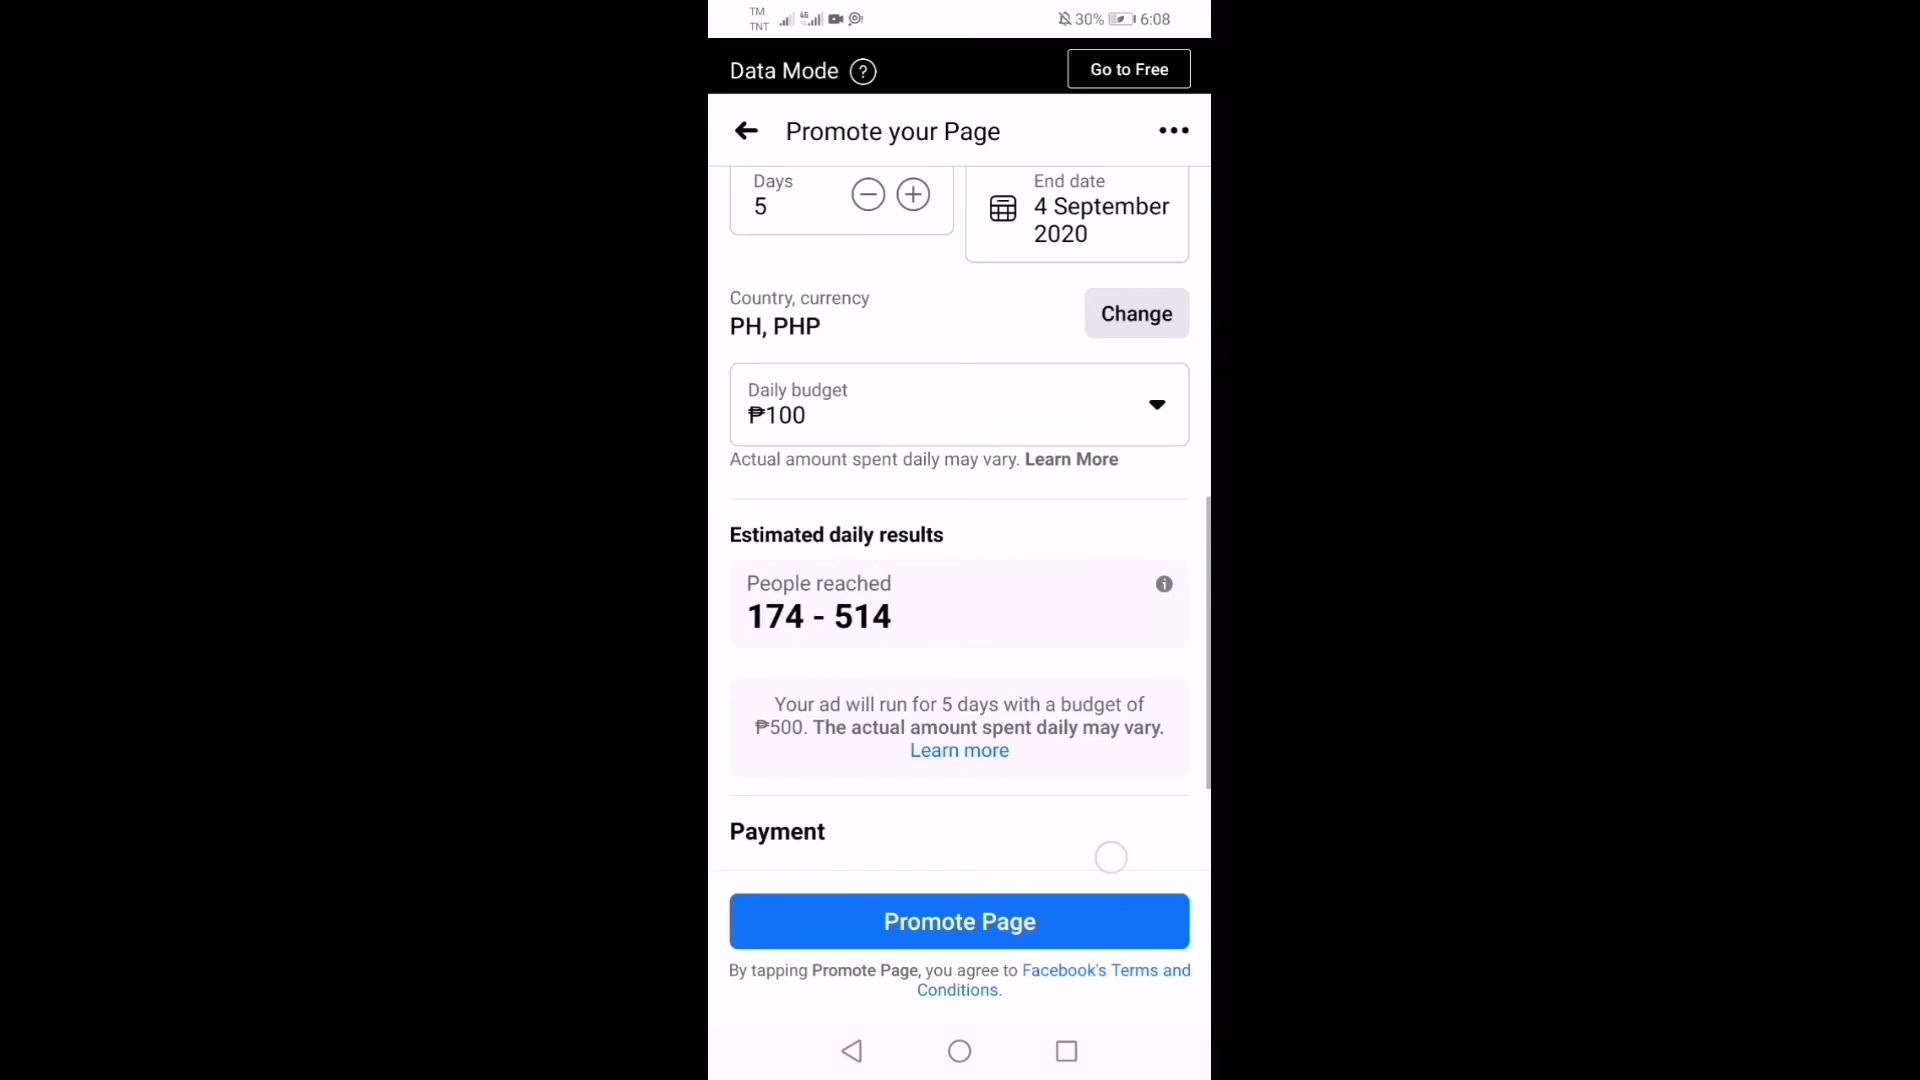 TM
TNT
4G
30%
6:08
Data Mode ?
Go to Free
Promote your Page
Days
5
End date
4 September
2020
Country, currency
PH, PHP
Change
Daily budget
₱100
Actual amount spent daily may vary. Learn More
Estimated daily results
People reached
174 - 514
Your ad will run for 5 days with a budget of
₱500. The actual amount spent daily may vary.
Learn more
Payment
Promote Page
By tapping Promote Page, you agree to Facebook's Terms and
Conditions.